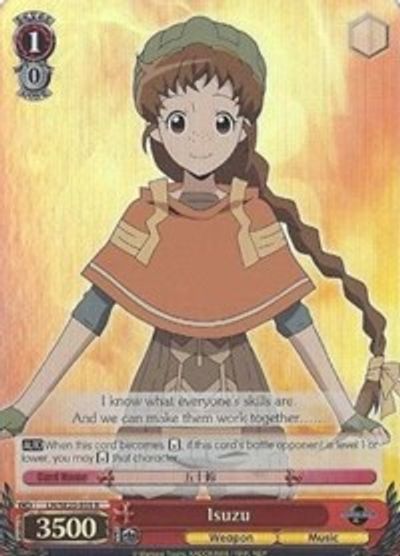 1
0
I know what everyone's skills are.
And we can make them work together......
AUTO When this card becomes, if this card's battle opponent is level 1 or
lower, you may that character.
Card Name
3500
Isuzu
Weapon
Music